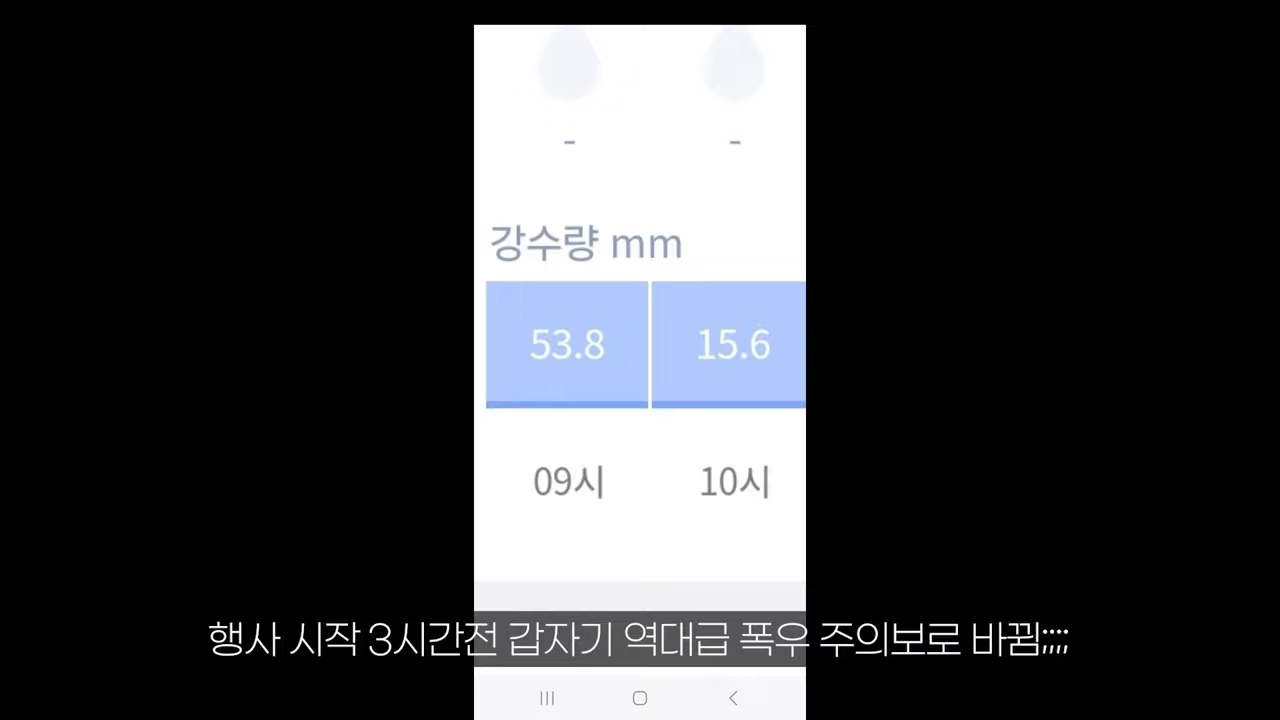 - -
강수량 mm
53.8 15.6
09시 10시
행사 시작 3시간전 갑자기 역대급 폭우 주의보로 바뀜;;;;